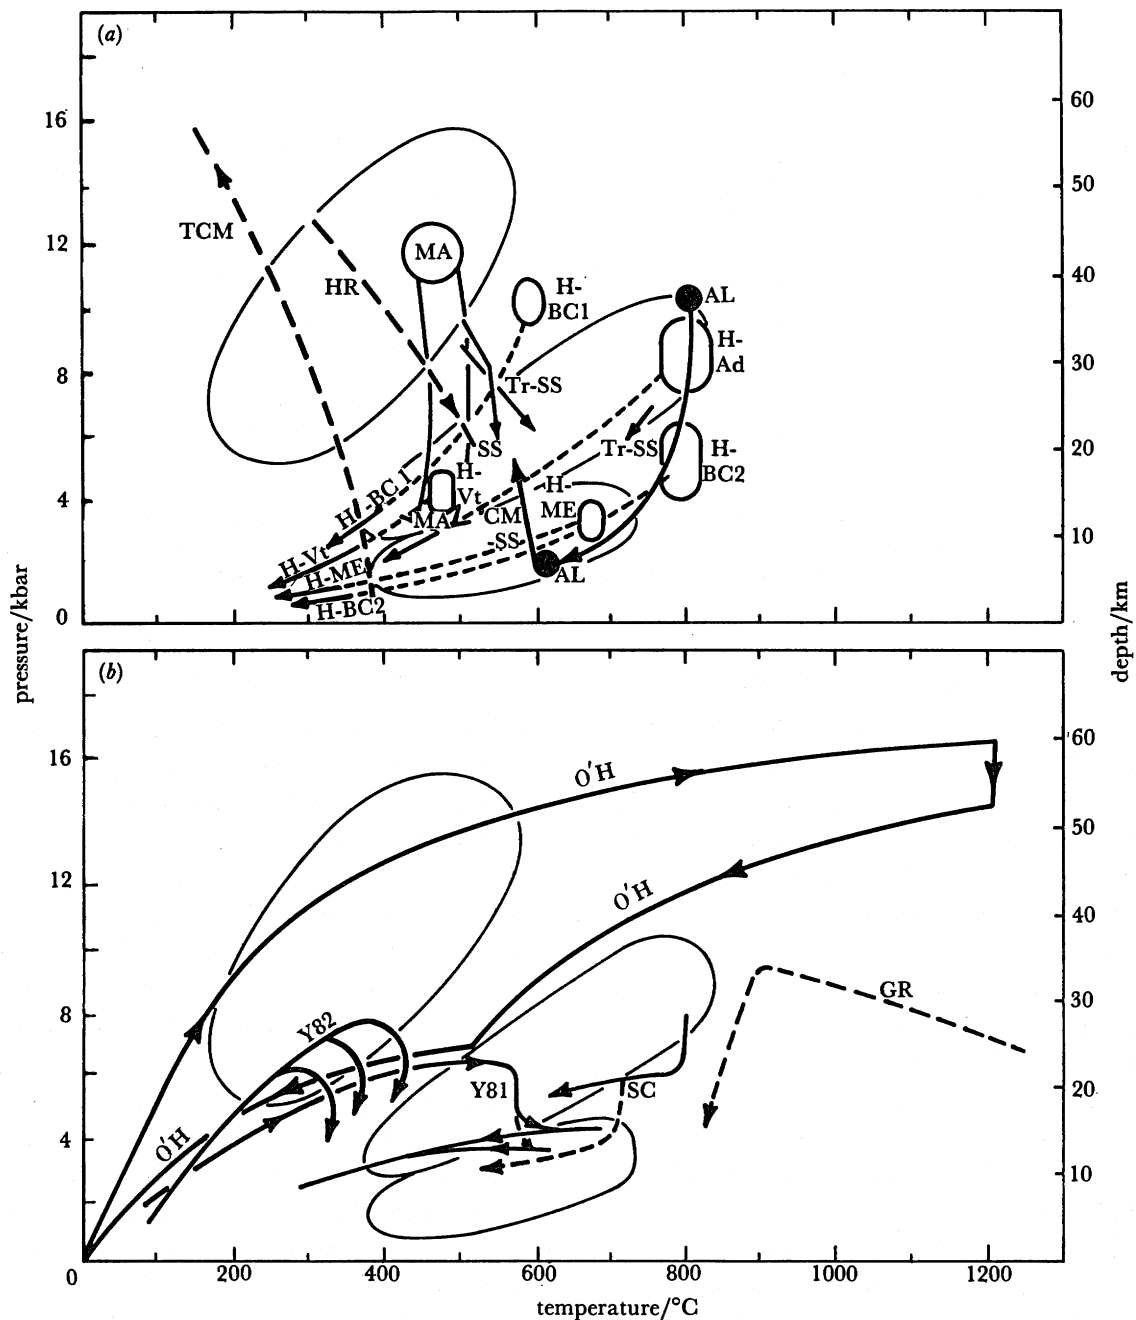 (a)
60
16
50
TCM
12
MA
40
HR
H-
BC1
AL
H-
Ad
8
30
Tr-SS
SS
Tr-SS
20
H-
BC2
H-
Vt
H-
ME
4
H-BC 1
MA
CM
-SS
10
H-Vt
H-ME
AL
H-BC2
0
pressure/kbar
depth/km
(b)
60
16
O'H
50
12
O'H
40
GR
8
30
Y82
Y81
SC
20
O'H
4
10
0
200
400
600
800
1000
1200
temperature/°C